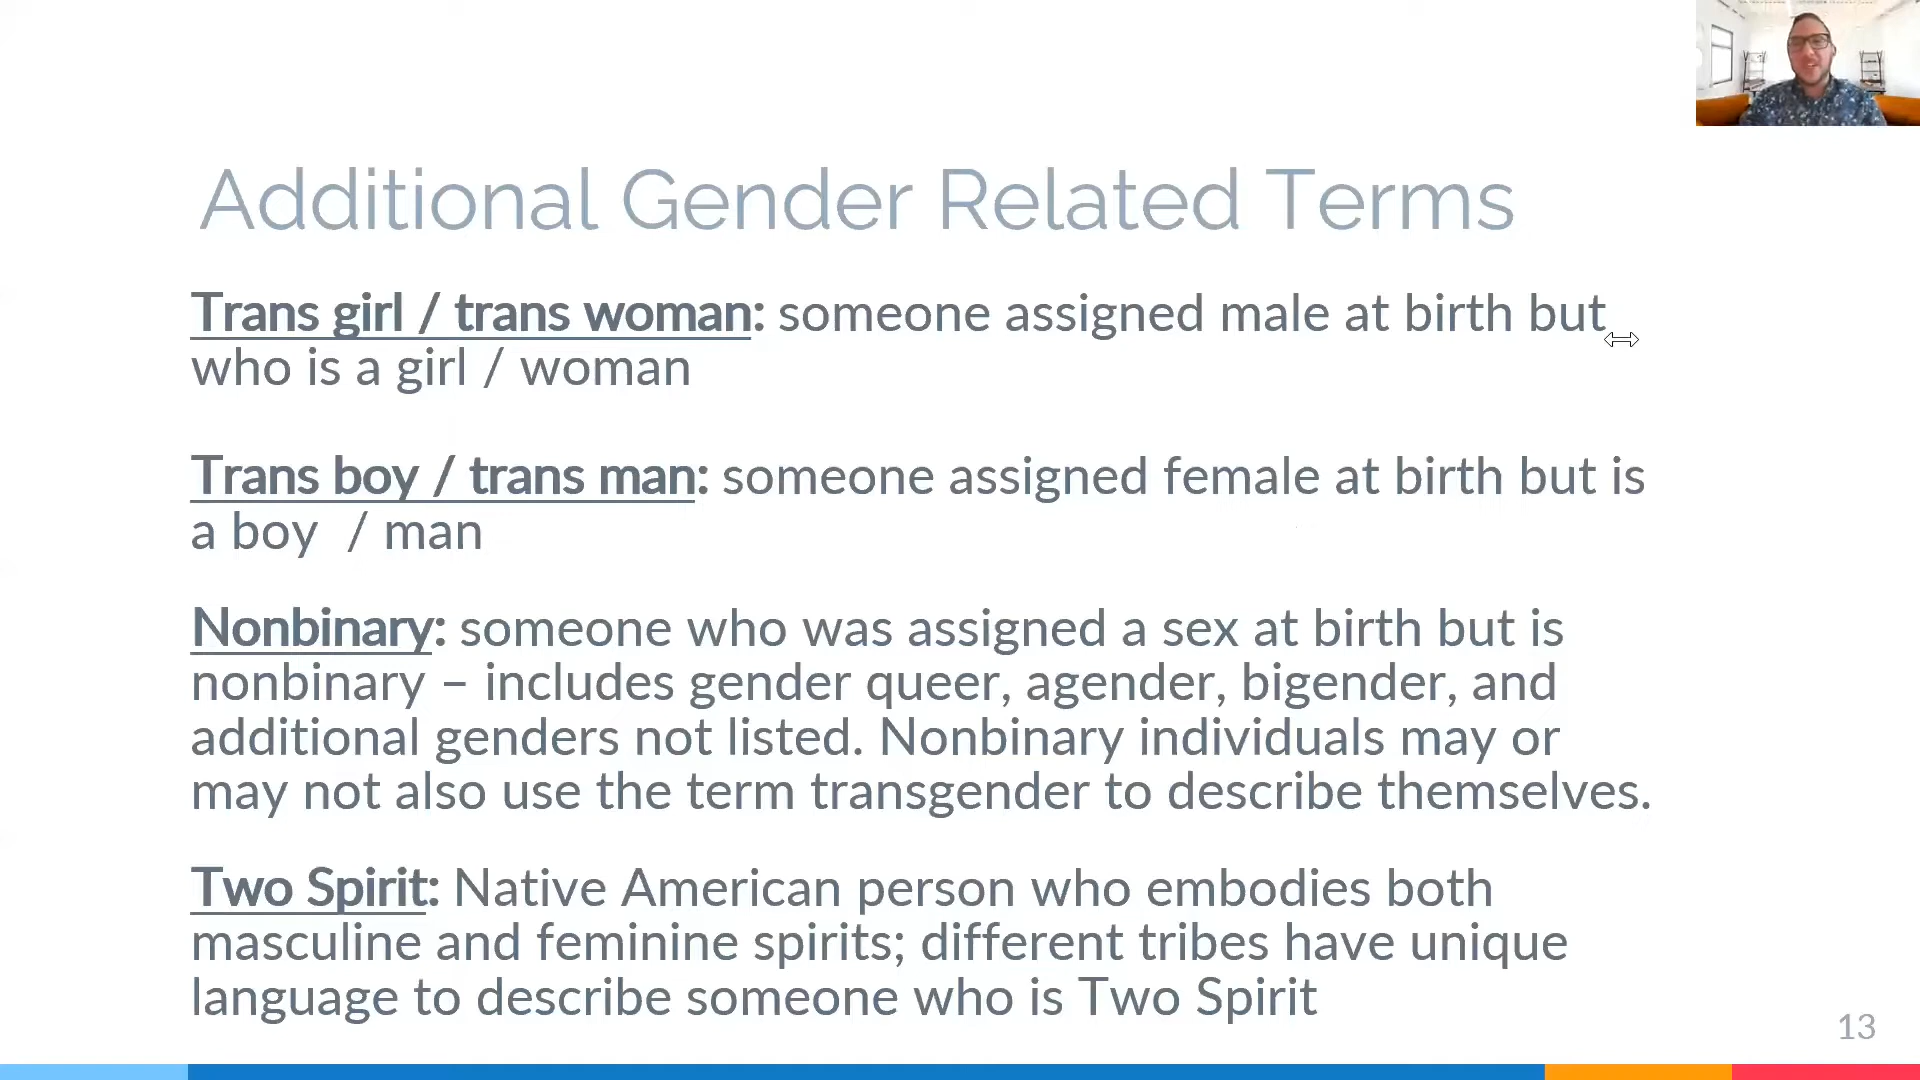 Additional Gender Related Terms
Trans girl / trans woman: someone assigned male at birth but
who is a girl / woman
Trans boy / trans man: someone assigned female at birth but is
a boy  / man
Nonbinary: someone who was assigned a sex at birth but is
nonbinary – includes gender queer, agender, bigender, and
additional genders not listed. Nonbinary individuals may or
may not also use the term transgender to describe themselves.
Two Spirit: Native American person who embodies both
masculine and feminine spirits; different tribes have unique
language to describe someone who is Two Spirit
13